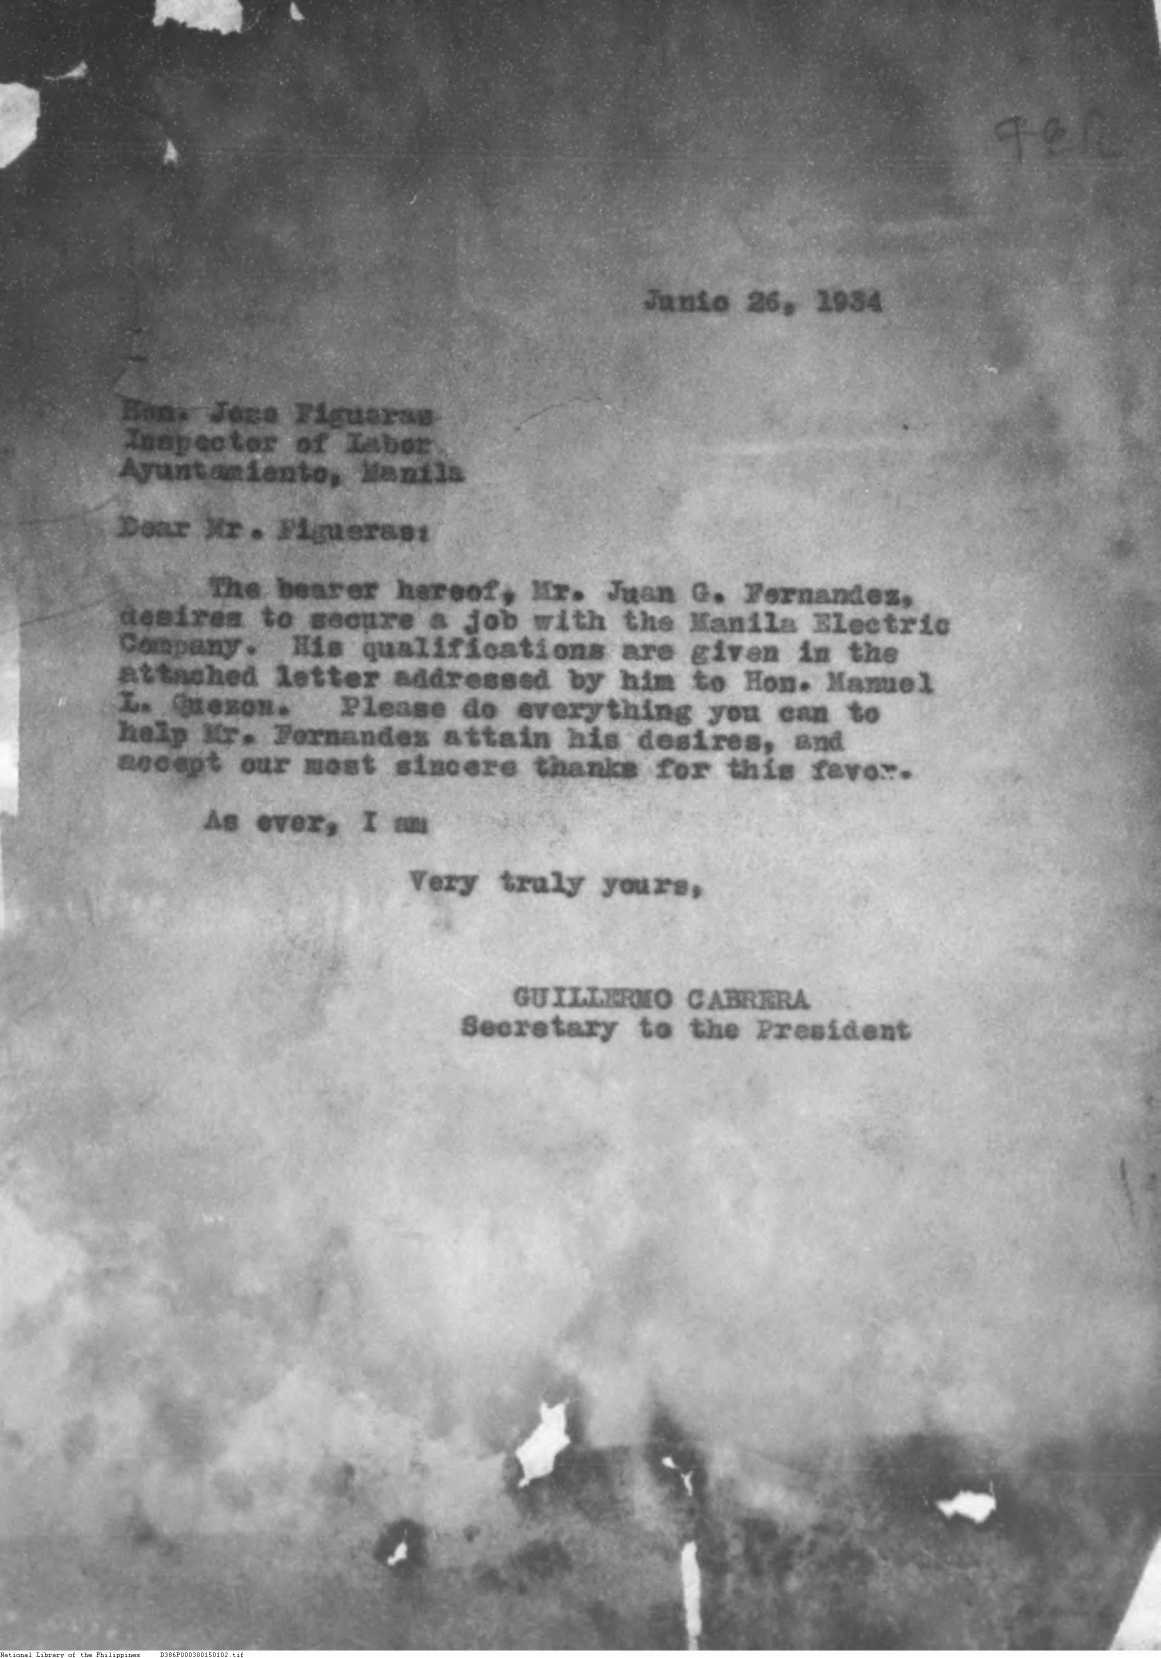 Junio 26, 1934
Hon. Jose Figueras
Inspector of Labor
Ayuntamiento, Manila
Dear Mr. Figueras:
The bearer hereof, Mr. Juan G. Fernandez,
desires to secure a job with the Manila Electric
Company. His qualifications are given in the
attached letter addressed by him to Hon. Manuel
L. Quezon. Please do everything you can to
help Mr. Fernandez attain his desires, and
accept our most sincere thanks for this favor.
As ever, I am
Very truly yours,
GUILLERMO CABRERA
Secretary to the President
National Library of the Philippines D386P000380150102.tif